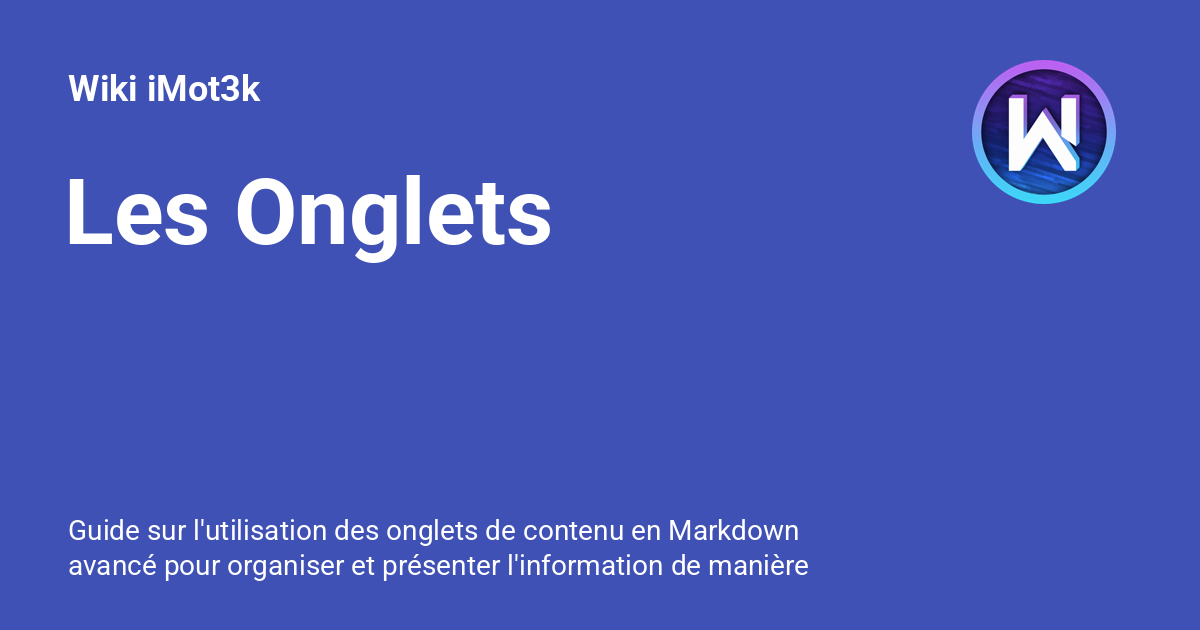 Wiki iMot3k
W
Les Onglets
Guide sur l'utilisation des onglets de contenu en Markdown
avancé pour organiser et présenter l'information de manière